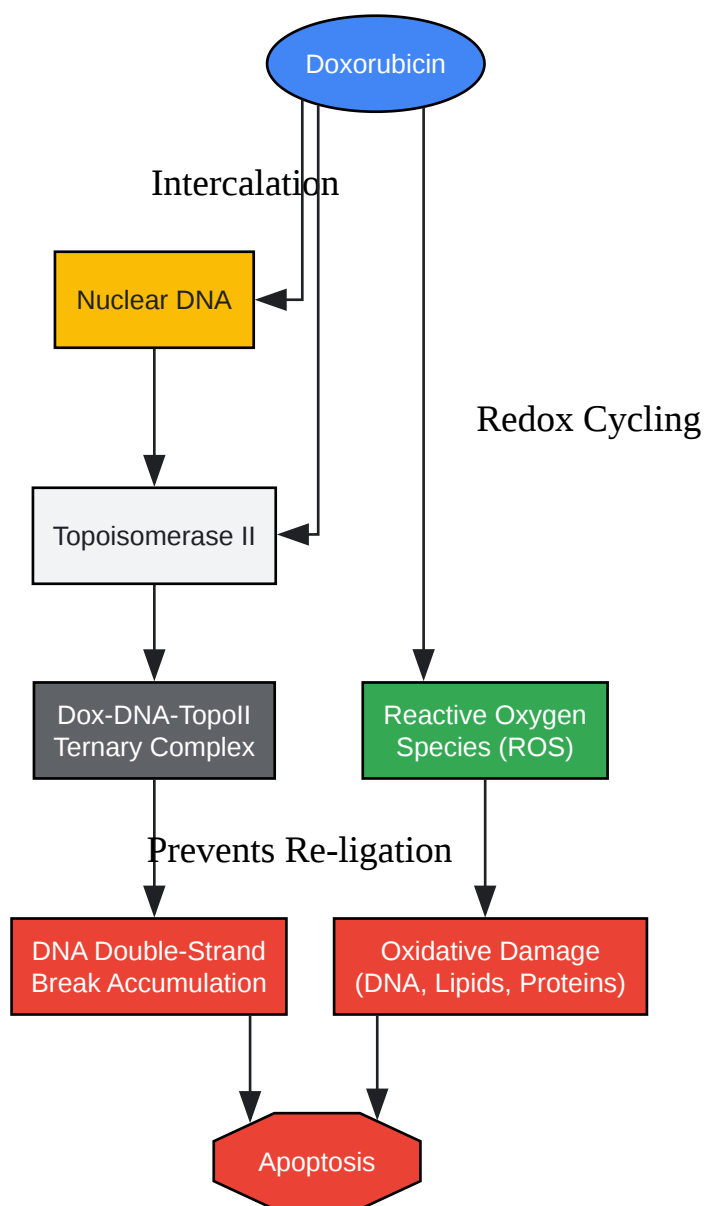 Doxorubicin
Intercalation
Nuclear DNA
Redox Cycling
Topoisomerase II
Dox-DNA-TopoII
Ternary Complex
Reactive Oxygen
Species (ROS)
Prevents Re-ligation
DNA Double-Strand
Break Accumulation
Oxidative Damage
(DNA, Lipids, Proteins)
Apoptosis